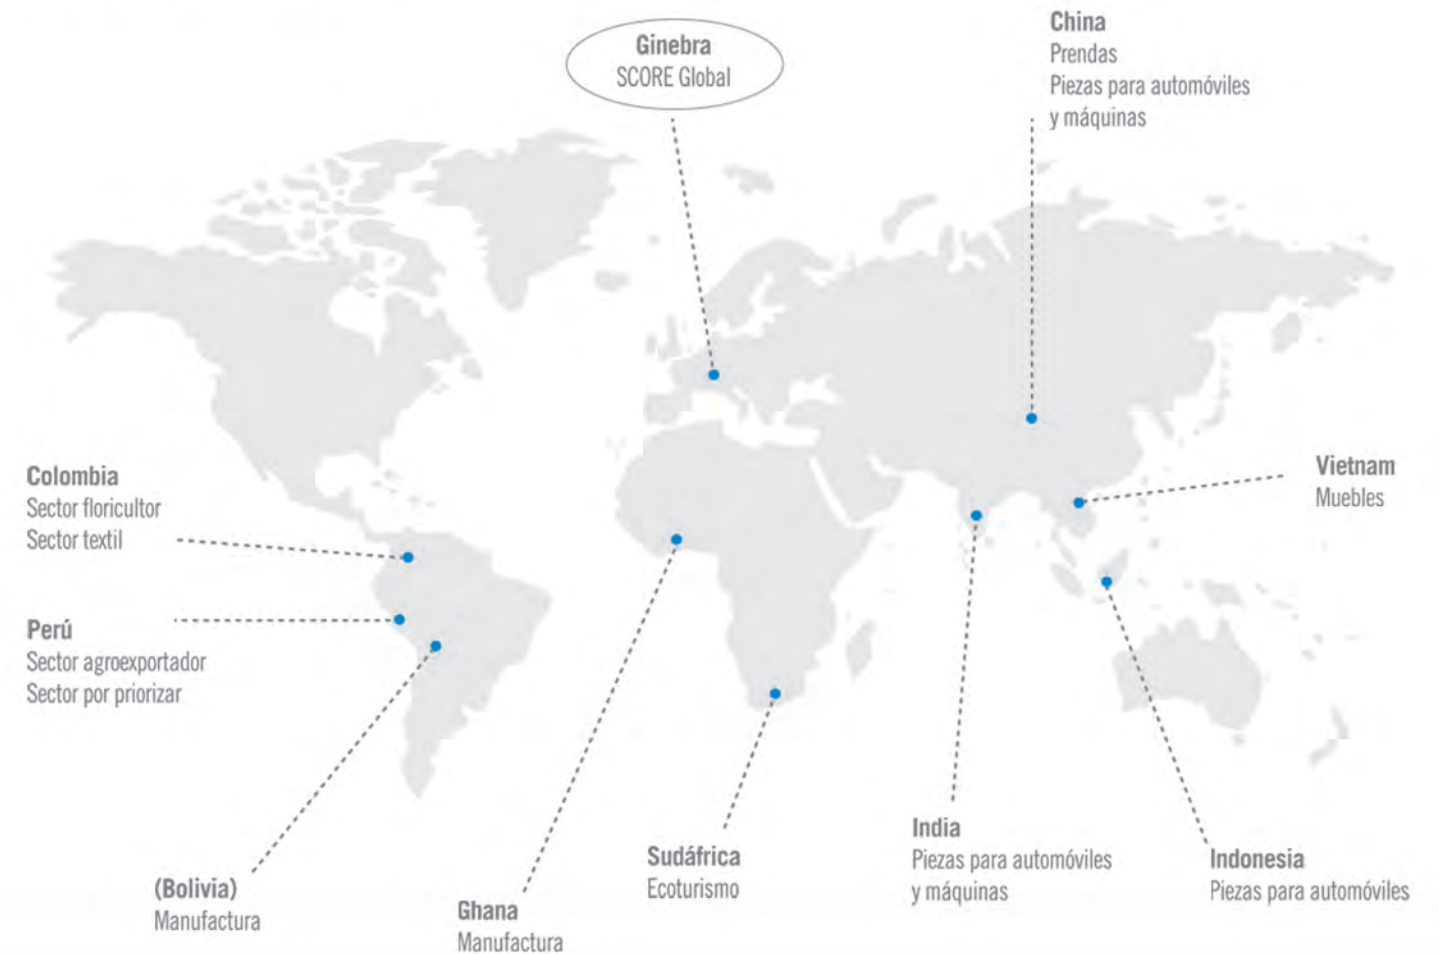 Ginebra
SCORE Global
China
Prendas
Piezas para automóviles
y máquinas
Colombia
Sector floricultor
Sector textil
Vietnam
Muebles
Perú
Sector agroexportador
Sector por priorizar
(Bolivia)
Manufactura
Ghana
Manufactura
Sudáfrica
Ecoturismo
India
Piezas para automóviles
y máquinas
Indonesia
Piezas para automóviles